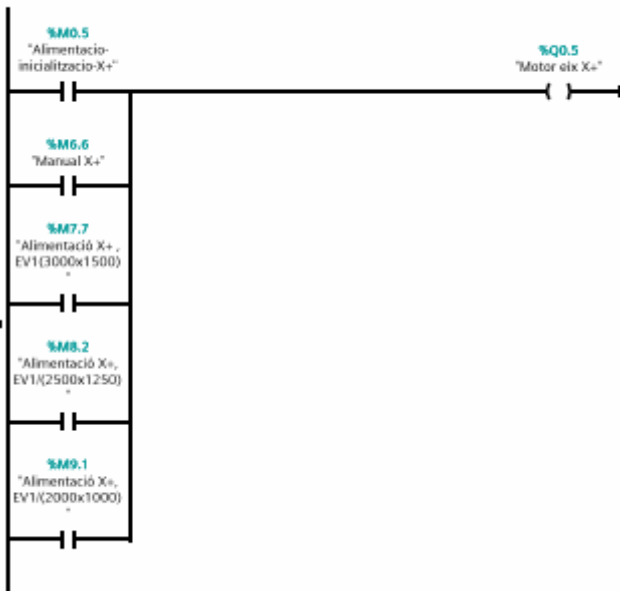 %M0.5
"Alimentacio-
inicialitzacio-X+"
%Q0.5
"Motor eix X+"
%M6.6
"Manual X+"
%M7.7
"Alimentació X+,
EV1(3000x1500)
"
%M8.2
"Alimentació X+,
EV1/(2500x1250)
"
%M9.1
"Alimentació X+,
EV1/(2000x1000)
"